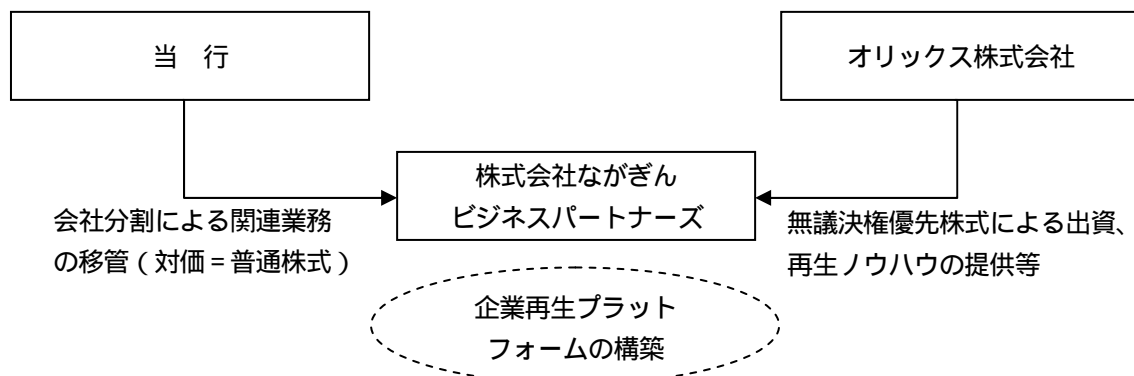 当　行
オリックス株式会社
株式会社ながぎん
ビジネスパートナーズ
会社分割による関連業務
の移管（対価＝普通株式）
無議決権優先株式による出資、
再生ノウハウの提供等
企業再生プラット
フォームの構築